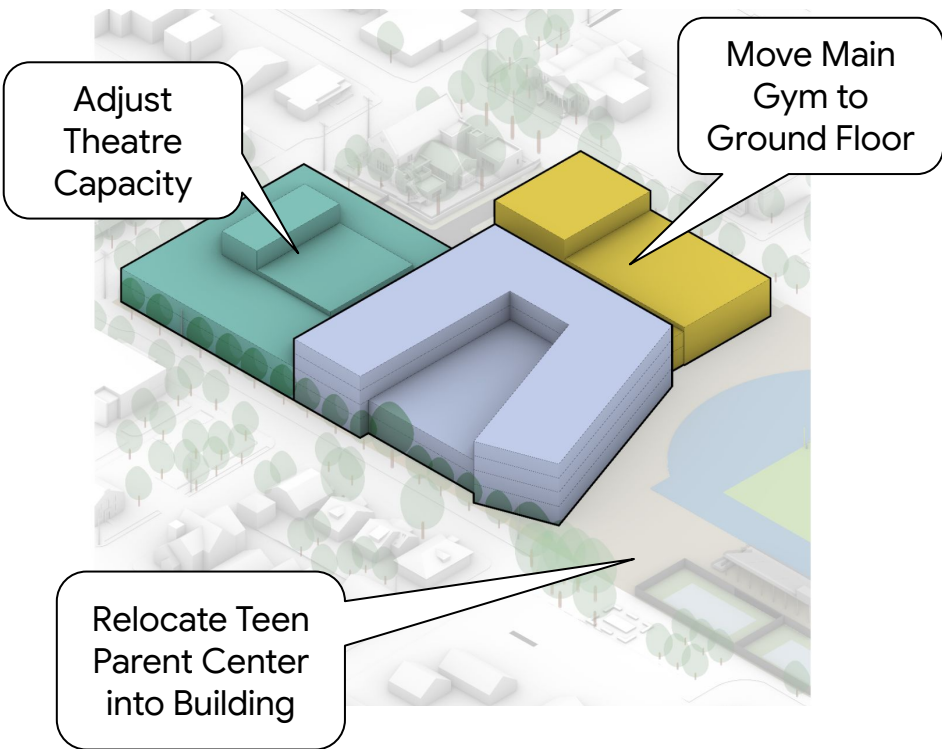 Adjust
Theatre
Capacity
Move Main
Gym to
Ground Floor
Relocate Teen
Parent Center
into Building